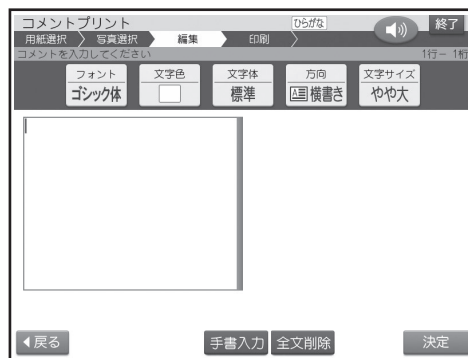 コメントプリント ひらがな 終了
用紙選択 写真選択 編集 印刷
コメントを入力してください 1行− 1桁
フォント 文字色 文字体 方向 文字サイズ
ゴシック体 標準 A 横書き やや大
戻る 手書入力 全文削除 決定